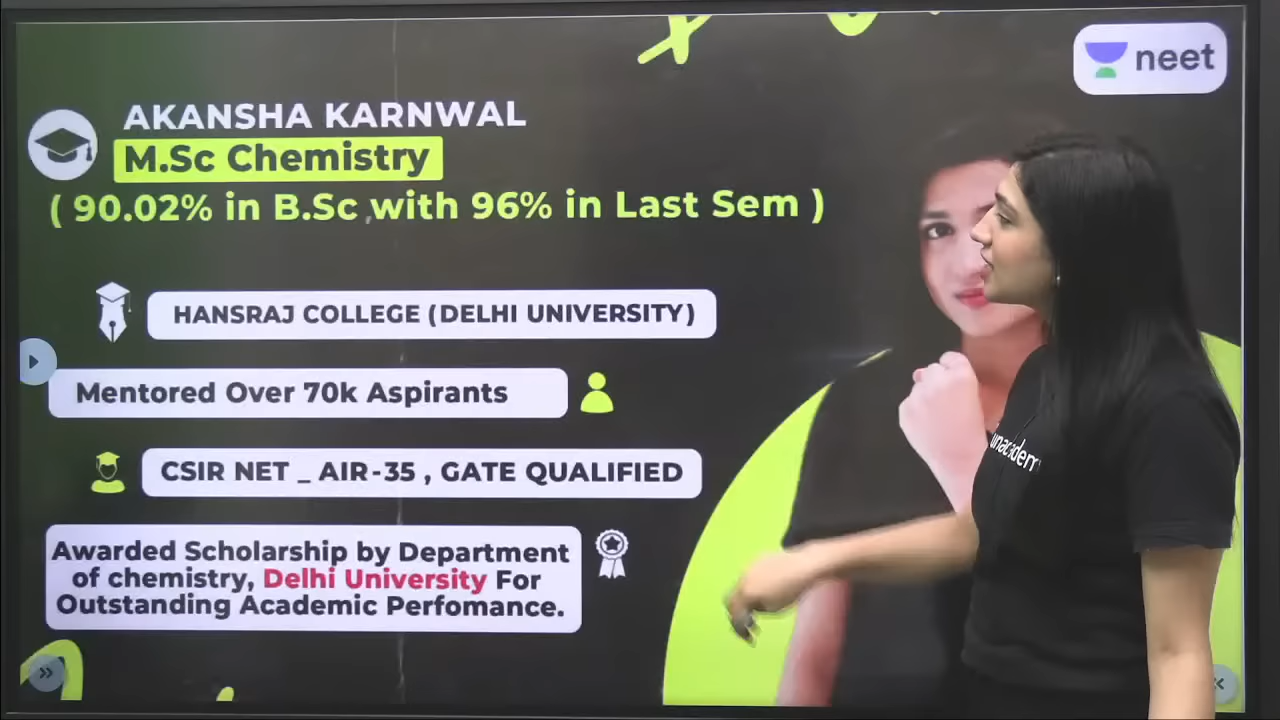 neet
AKANSHA KARNWAL
M.Sc Chemistry
( 90.02% in B.Sc ,with 96% in Last Sem )
HANSRAJ COLLEGE (DELHI UNIVERSITY)
Mentored Over 70k Aspirants
CSIR NET _ AIR-35 , GATE QUALIFIED
Awarded Scholarship by Department
of chemistry, Delhi University For
Outstanding Academic Perfomance.
unacadem